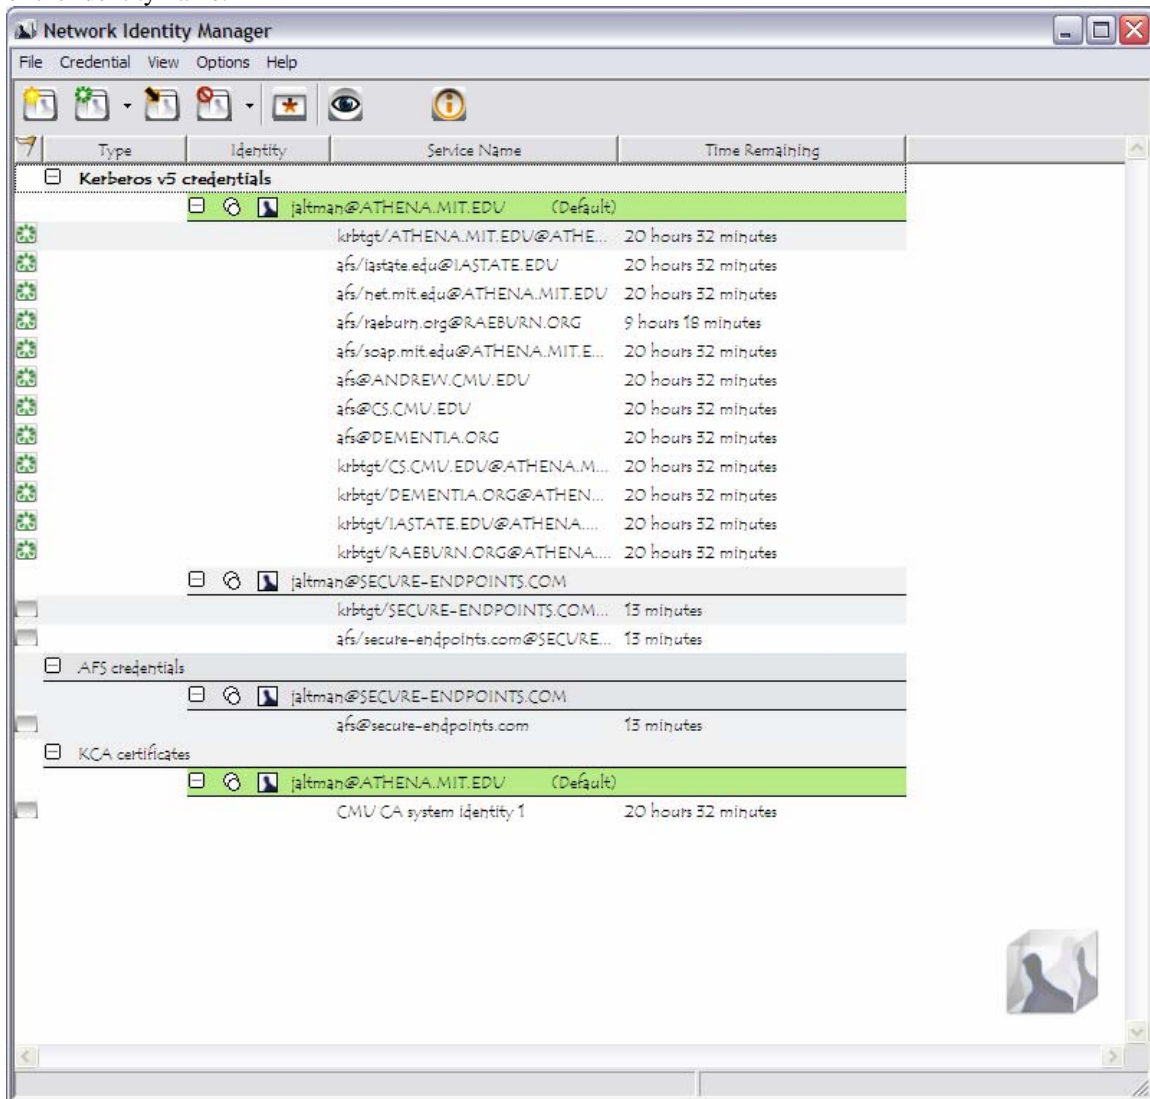 Network Identity Manager
File Credential View Options Help
Type Identity Service Name Time Remaining
Kerberos v5 credentials
jaltman@ATHENA.MIT.EDU (Default)
krbtgt/ATHENA.MIT.EDU@ATHE... 20 hours 32 minutes
afs/iastate.edu@IASTATE.EDU 20 hours 32 minutes
afs/net.mit.edu@ATHENA.MIT.EDU 20 hours 32 minutes
afs/raeburn.org@RAEBURN.ORG 9 hours 18 minutes
afs/soap.mit.edu@ATHENA.MIT.E... 20 hours 32 minutes
afs@ANDREW.CMU.EDU 20 hours 32 minutes
afs@CS.CMU.EDU 20 hours 32 minutes
afs@DEMENTIA.ORG 20 hours 32 minutes
krbtgt/CS.CMU.EDU@ATHENA.M... 20 hours 32 minutes
krbtgt/DEMENTIA.ORG@ATHEN... 20 hours 32 minutes
krbtgt/IASTATE.EDU@ATHENA.... 20 hours 32 minutes
krbtgt/RAEBURN.ORG@ATHENA.... 20 hours 32 minutes
jaltman@SECURE-ENDPOINTS.COM
krbtgt/SECURE-ENDPOINTS.COM... 13 minutes
afs/secure-endpoints.com@SECURE... 13 minutes
AFS credentials
jaltman@SECURE-ENDPOINTS.COM
afs@secure-endpoints.com 13 minutes
KCA certificates
jaltman@ATHENA.MIT.EDU (Default)
CMU CA system identity 1 20 hours 32 minutes